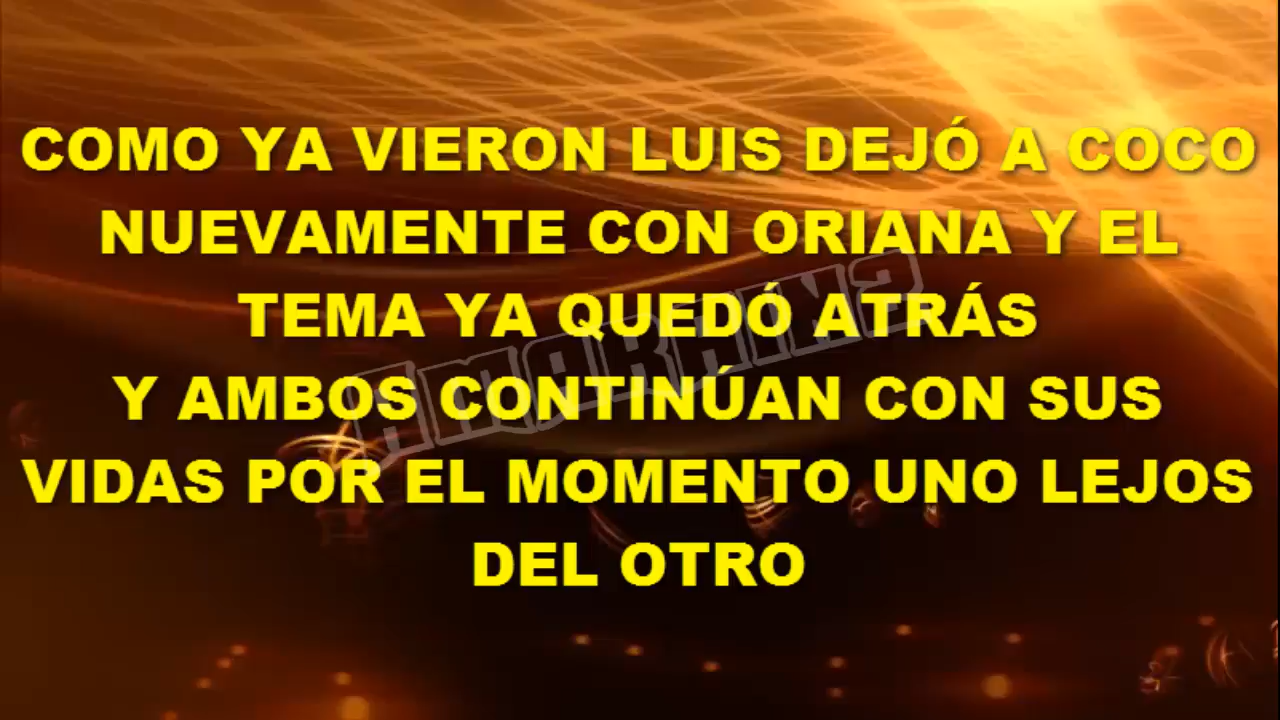 COMO YA VIERON LUIS DEJÓ A COCO
NUEVAMENTE CON ORIANA Y EL
TEMA YA QUEDÓ ATRÁS
Y AMBOS CONTINÚAN CON SUS
VIDAS POR EL MOMENTO UNO LEJOS
DEL OTRO